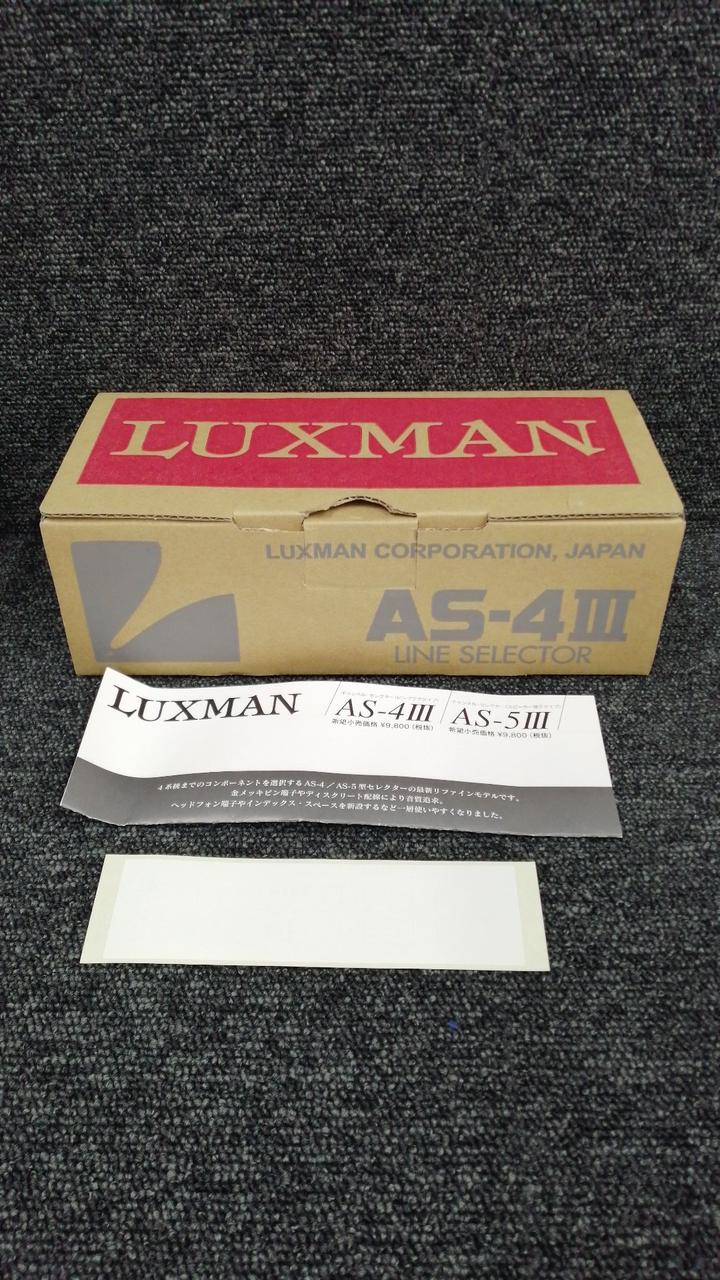 LUXMAN
LUXMAN CORPORATION, JAPAN
AS-4III
LINE SELECTOR
LUXMAN
AS-4III
希望小売価格 ¥9,800 (税抜)
AS-5III
希望小売価格 ¥9,800 (税抜)
4系統までのコンポーネントを選択するAS-4/AS-5型セレクターの最新リファインモデルです。
金メッキピン端子やディスクリート配線により音質追求。
ヘッドフォン端子やインデックス・スペースを新設するなど一層使いやすくなりました。